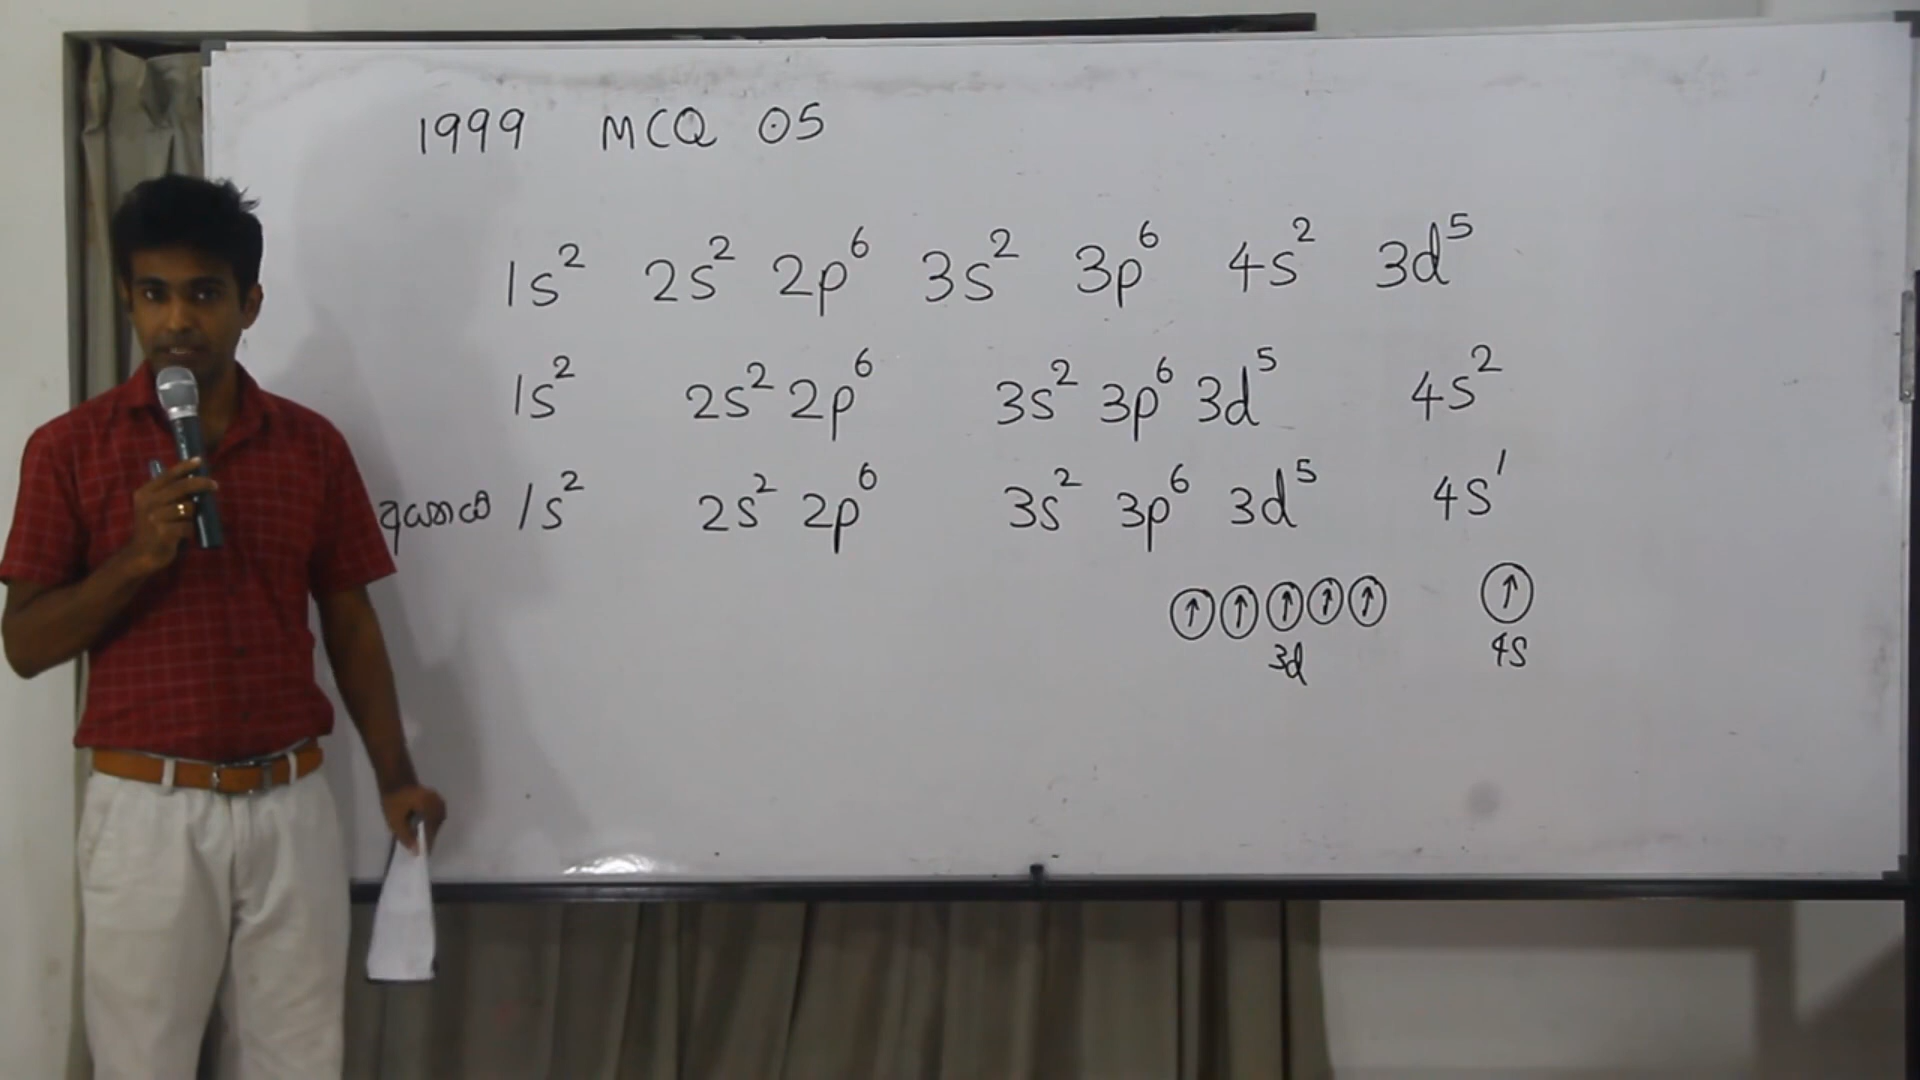 1999 MCQ 05
1s² 2s² 2p⁶ 3s² 3p⁶ 4s² 3d⁵
1s² 2s² 2p⁶ 3s² 3p⁶ 3d⁵ 4s²
1s² 2s² 2p⁶ 3s² 3p⁶ 3d⁵ 4s¹
↑ ↑ ↑ ↑ ↑ ↑
3d 4s